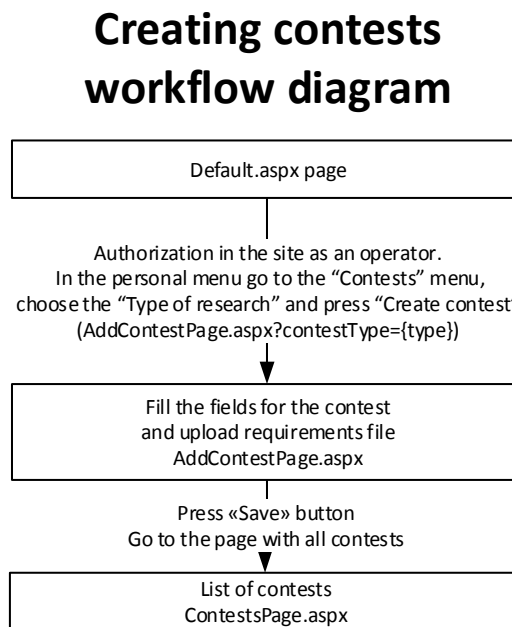 Creating contests
workflow diagram
Default.aspx page
Authorization in the site as an operator.
In the personal menu go to the “Contests” menu,
choose the “Type of research” and press “Create contest”
(AddContestPage.aspx?contestType={type})
Fill the fields for the contest
and upload requirements file
AddContestPage.aspx
Press «Save» button
Go to the page with all contests
List of contests
ContestsPage.aspx